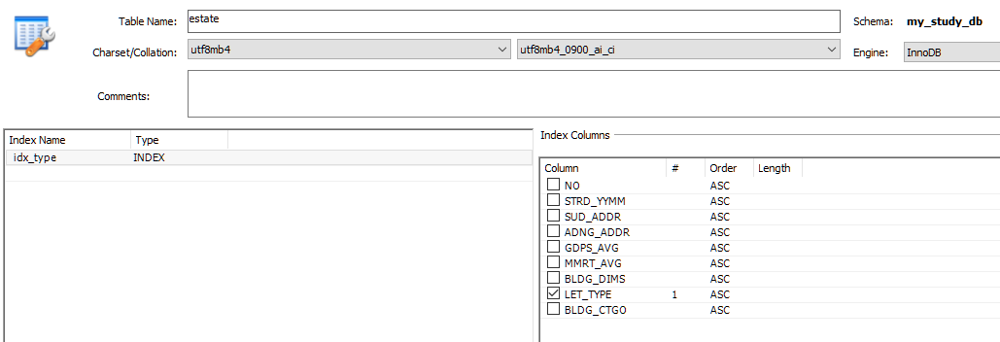 Table Name: estate Schema: my_study_db
Charset/Collation: utf8mb4 utf8mb4_0900_ai_ci Engine: InnoDB
Comments:
Index Name Type
idx_type INDEX
Index Columns
Column # Order Length
NO ASC
STRD_YYMM ASC
SUD_ADDR ASC
ADNG_ADDR ASC
GDPS_AVG ASC
MMRT_AVG ASC
BLDG_DIMS ASC
LET_TYPE 1 ASC
BLDG_CTGO ASC